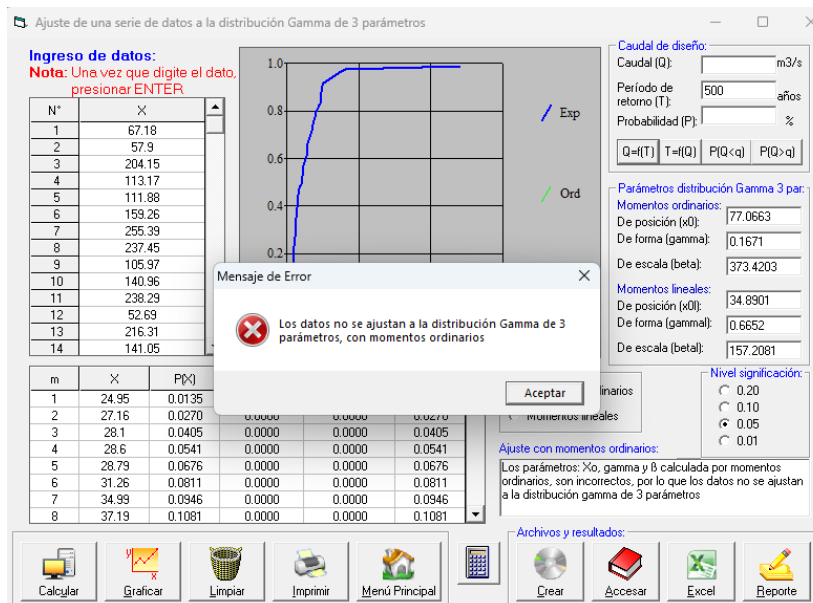 Ajuste de una serie de datos a la distribución Gamma de 3 parámetros
Ingreso de datos:
Nota: Una vez que digite el dato,
presionar ENTER
N° X
1 67.18
2 57.9
3 204.15
4 113.17
5 111.88
6 159.26
7 255.39
8 237.45
9 105.97
10 140.96
11 238.29
12 52.69
13 216.31
14 141.05
1.0
0.8
0.6
0.4
0.2
Exp
Ord
Caudal de diseño:
Caudal (Q): m3/s
Período de
retorno (T): 500 años
Probabilidad (P): %
Q=f(T) T=f(Q) P(Q<q) P(Q>q)
Parámetros distribución Gamma 3 par:
Momentos ordinarios:
De posición (x0): 77.0663
De forma (gamma): 0.1671
De escala (beta): 373.4203
Momentos lineales:
De posición (x0l): 34.8901
De forma (gammal): 0.6652
De escala (betal): 157.2081
Mensaje de Error
Los datos no se ajustan a la distribución Gamma de 3
parámetros, con momentos ordinarios
Aceptar
m X P(X)
1 24.95 0.0135
2 27.16 0.0270 0.0000 0.0000 0.0270
3 28.1 0.0405 0.0000 0.0000 0.0405
4 28.6 0.0541 0.0000 0.0000 0.0541
5 28.79 0.0676 0.0000 0.0000 0.0676
6 31.26 0.0811 0.0000 0.0000 0.0811
7 34.99 0.0946 0.0000 0.0000 0.0946
8 37.19 0.1081 0.0000 0.0000 0.1081
inarios
Momentos lineales
Nivel significación:
0.20
0.10
0.05
0.01
Ajuste con momentos ordinarios:
Los parámetros: Xo, gamma y ß calculada por momentos
ordinarios, son incorrectos, por lo que los datos no se ajustan
a la distribución gamma de 3 parámetros
Calcular Graficar Limpiar Imprimir Menú Principal
Archivos y resultados:
Crear Accesar Excel Reporte